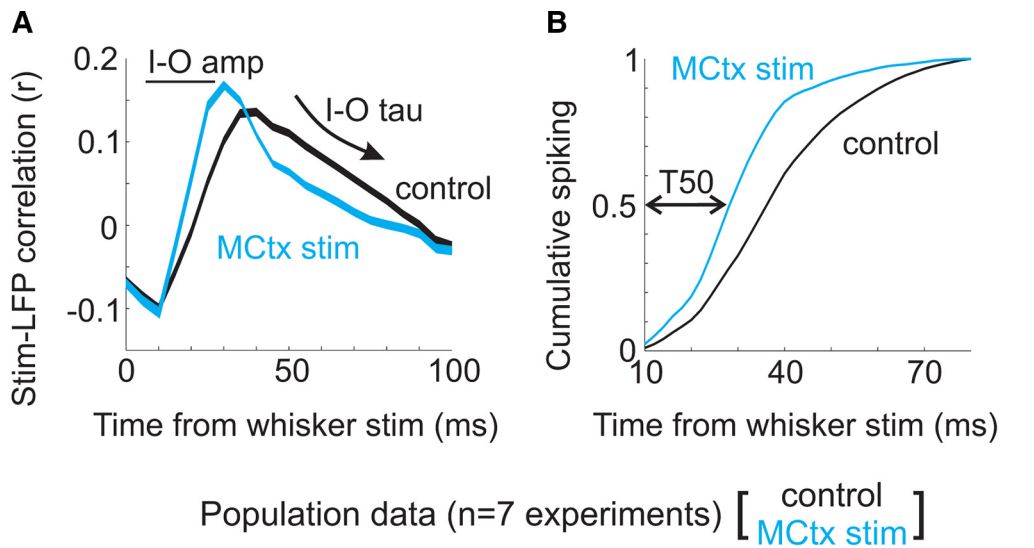 A
Stim-LFP correlation (r)
0.2
0.1
0
-0.1
I-O amp
I-O tau
control
MCtx stim
0
50
100
Time from whisker stim (ms)
B
Cumulative spiking
1
0.5
0
MCtx stim
control
T50
10
40
70
Time from whisker stim (ms)
Population data (n=7 experiments) [control
MCtx stim]